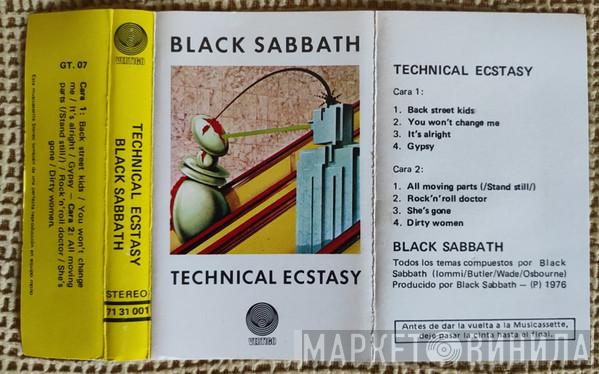 GT. 07
VERTIGO
Cara 1: Back street kids / You won't change
me / It's alright / Gypsy – Cara 2: All moving
parts (/Stand still/) / Rock'n'roll doctor / She's
gone / Dirty women.
TECHNICAL ECSTASY
BLACK SABBATH
STEREO
71 31 001
BLACK SABBATH
TECHNICAL ECSTASY
VERTIGO
TECHNICAL ECSTASY
Cara 1:
1. Back street kids
2. You won't change me
3. It's alright
4. Gypsy
Cara 2:
1. All moving parts (/Stand still/)
2. Rock'n'roll doctor
3. She's gone
4. Dirty women
BLACK SABBATH
Todos los temas compuestos por Black
Sabbath (Iommi/Butler/Wade/Osbourne)
Producido por Black Sabbath – (P) 1976
Antes de dar la vuelta a la Musicassette,
deje pasar la cinta hasta el final.
МАРКЕТ ВИНИЛА